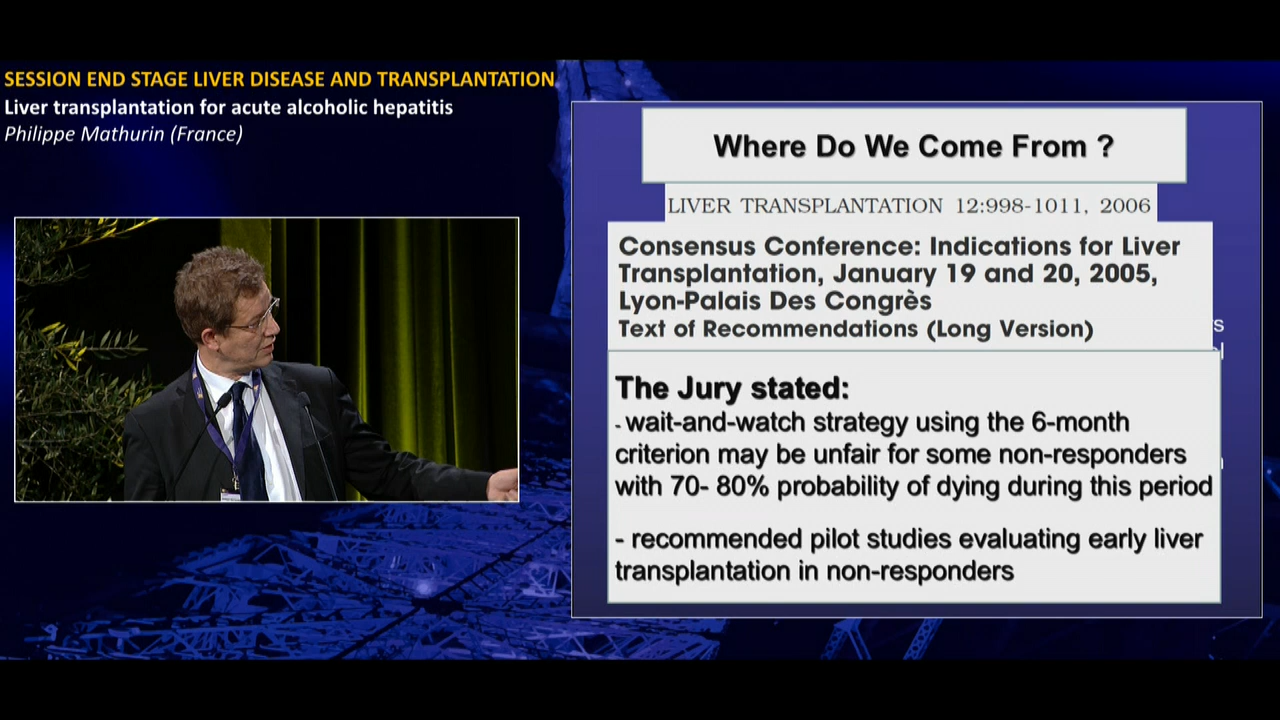 SESSION END STAGE LIVER DISEASE AND TRANSPLANTATION
Liver transplantation for acute alcoholic hepatitis
Philippe Mathurin (France)
Where Do We Come From ?
LIVER TRANSPLANTATION 12:998-1011, 2006
Consensus Conference: Indications for Liver
Transplantation, January 19 and 20, 2005,
Lyon-Palais Des Congrès
Text of Recommendations (Long Version)
The Jury stated:
- wait-and-watch strategy using the 6-month
criterion may be unfair for some non-responders
with 70- 80% probability of dying during this period
- recommended pilot studies evaluating early liver
transplantation in non-responders